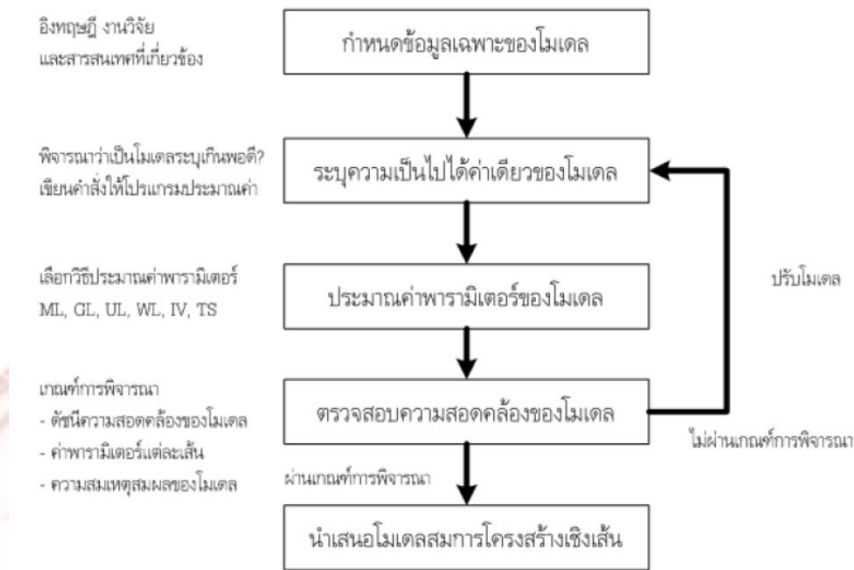 อิงทฤษฎี งานวิจัย
และสารสนเทศที่เกี่ยวข้อง
กำหนดข้อมูลเฉพาะของโมเดล
พิจารณาว่าเป็นโมเดลระบุเกินพอดี?
เขียนคำสั่งให้โปรแกรมประมาณค่า
ระบุความเป็นไปได้ค่าเดียวของโมเดล
เลือกวิธีประมาณค่าพารามิเตอร์
ML, GL, UL, WL, IV, TS
ประมาณค่าพารามิเตอร์ของโมเดล
ปรับโมเดล
เกณฑ์การพิจารณา
- ดัชนีความสอดคล้องของโมเดล
- ค่าพารามิเตอร์แต่ละเส้น
- ความสมเหตุสมผลของโมเดล
ตรวจสอบความสอดคล้องของโมเดล
ไม่ผ่านเกณฑ์การพิจารณา
ผ่านเกณฑ์การพิจารณา
นำเสนอโมเดลสมการโครงสร้างเชิงเส้น